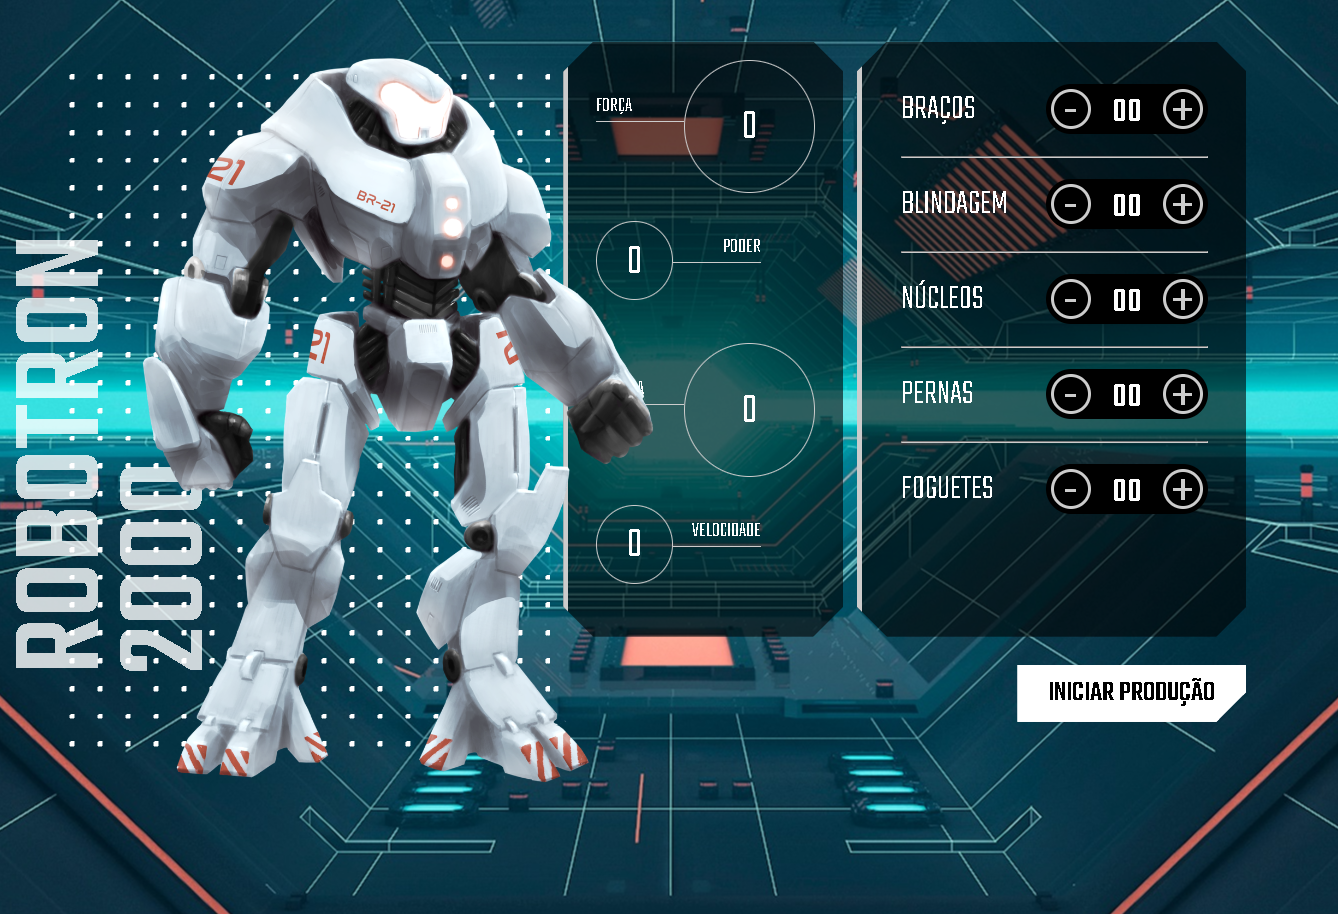 ROBOTRON
2000
21
BR-21
21
FORÇA
0
0
PODER
0
0
VELOCIDADE
BRAÇOS
- 00 +
BLINDAGEM
- 00 +
NÚCLEOS
- 00 +
PERNAS
- 00 +
FOGUETES
- 00 +
INICIAR PRODUÇÃO